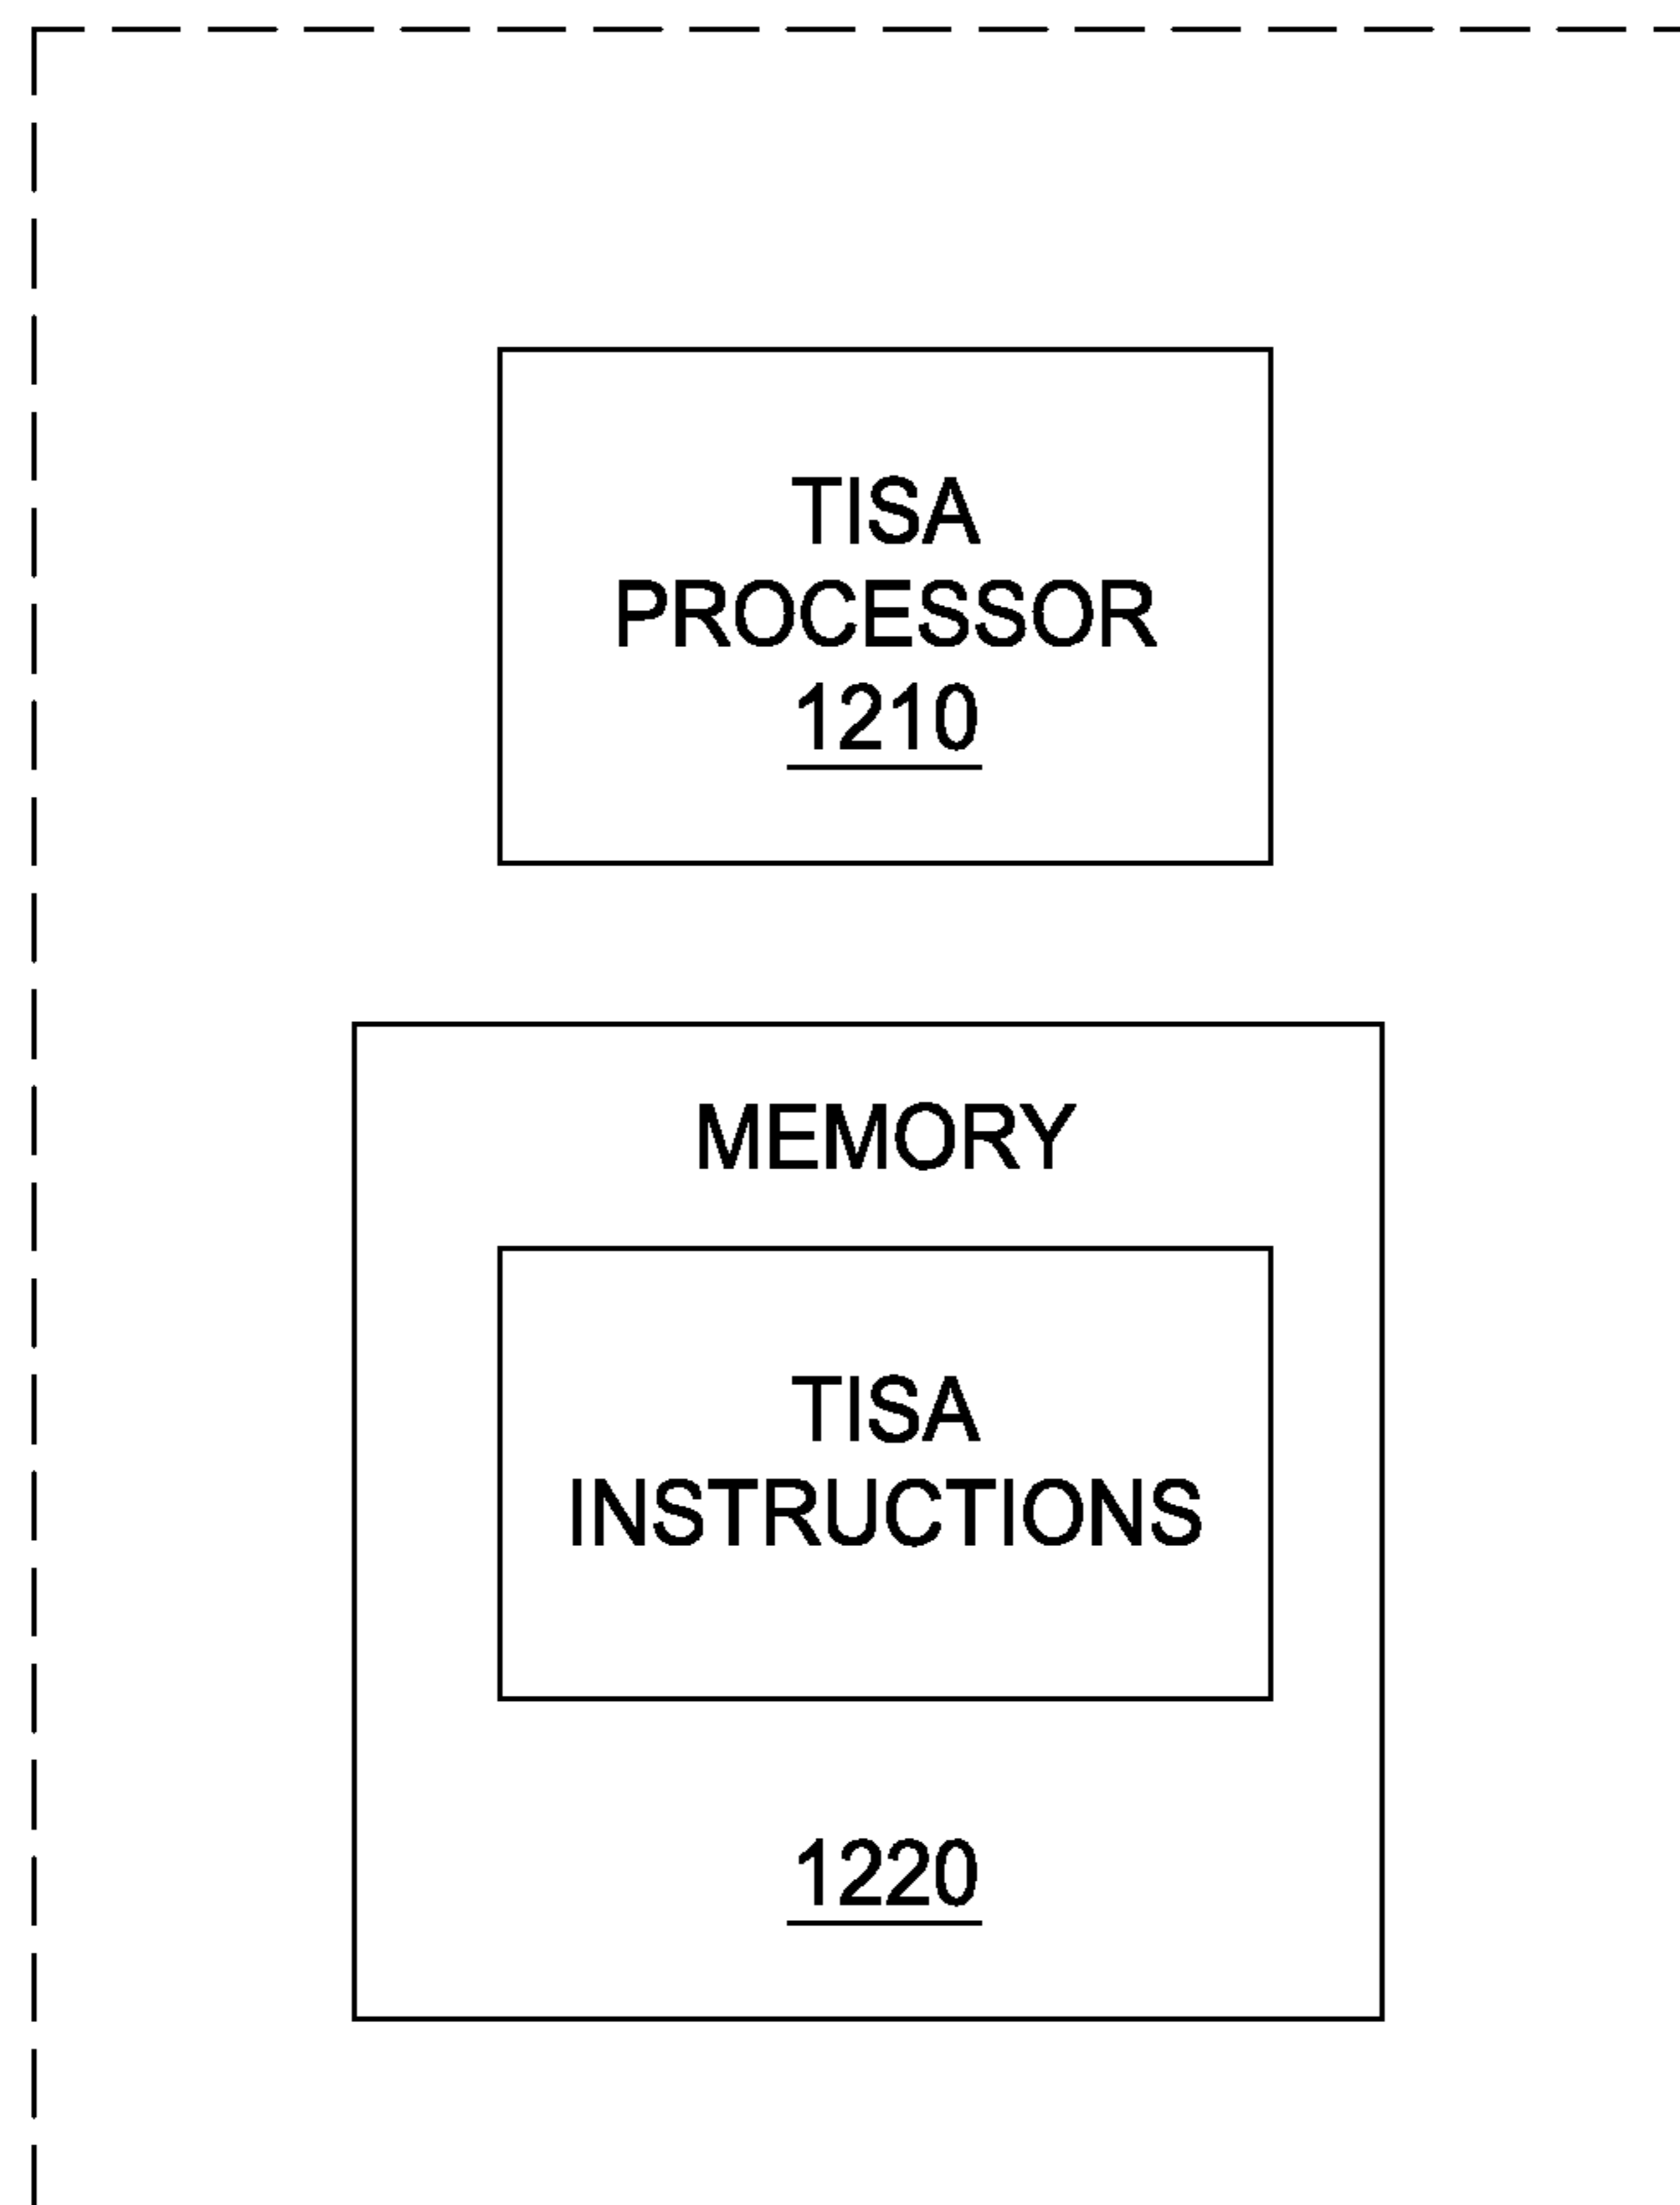 TISA
PROCESSOR
1210
MEMORY
TISA
INSTRUCTIONS
1220